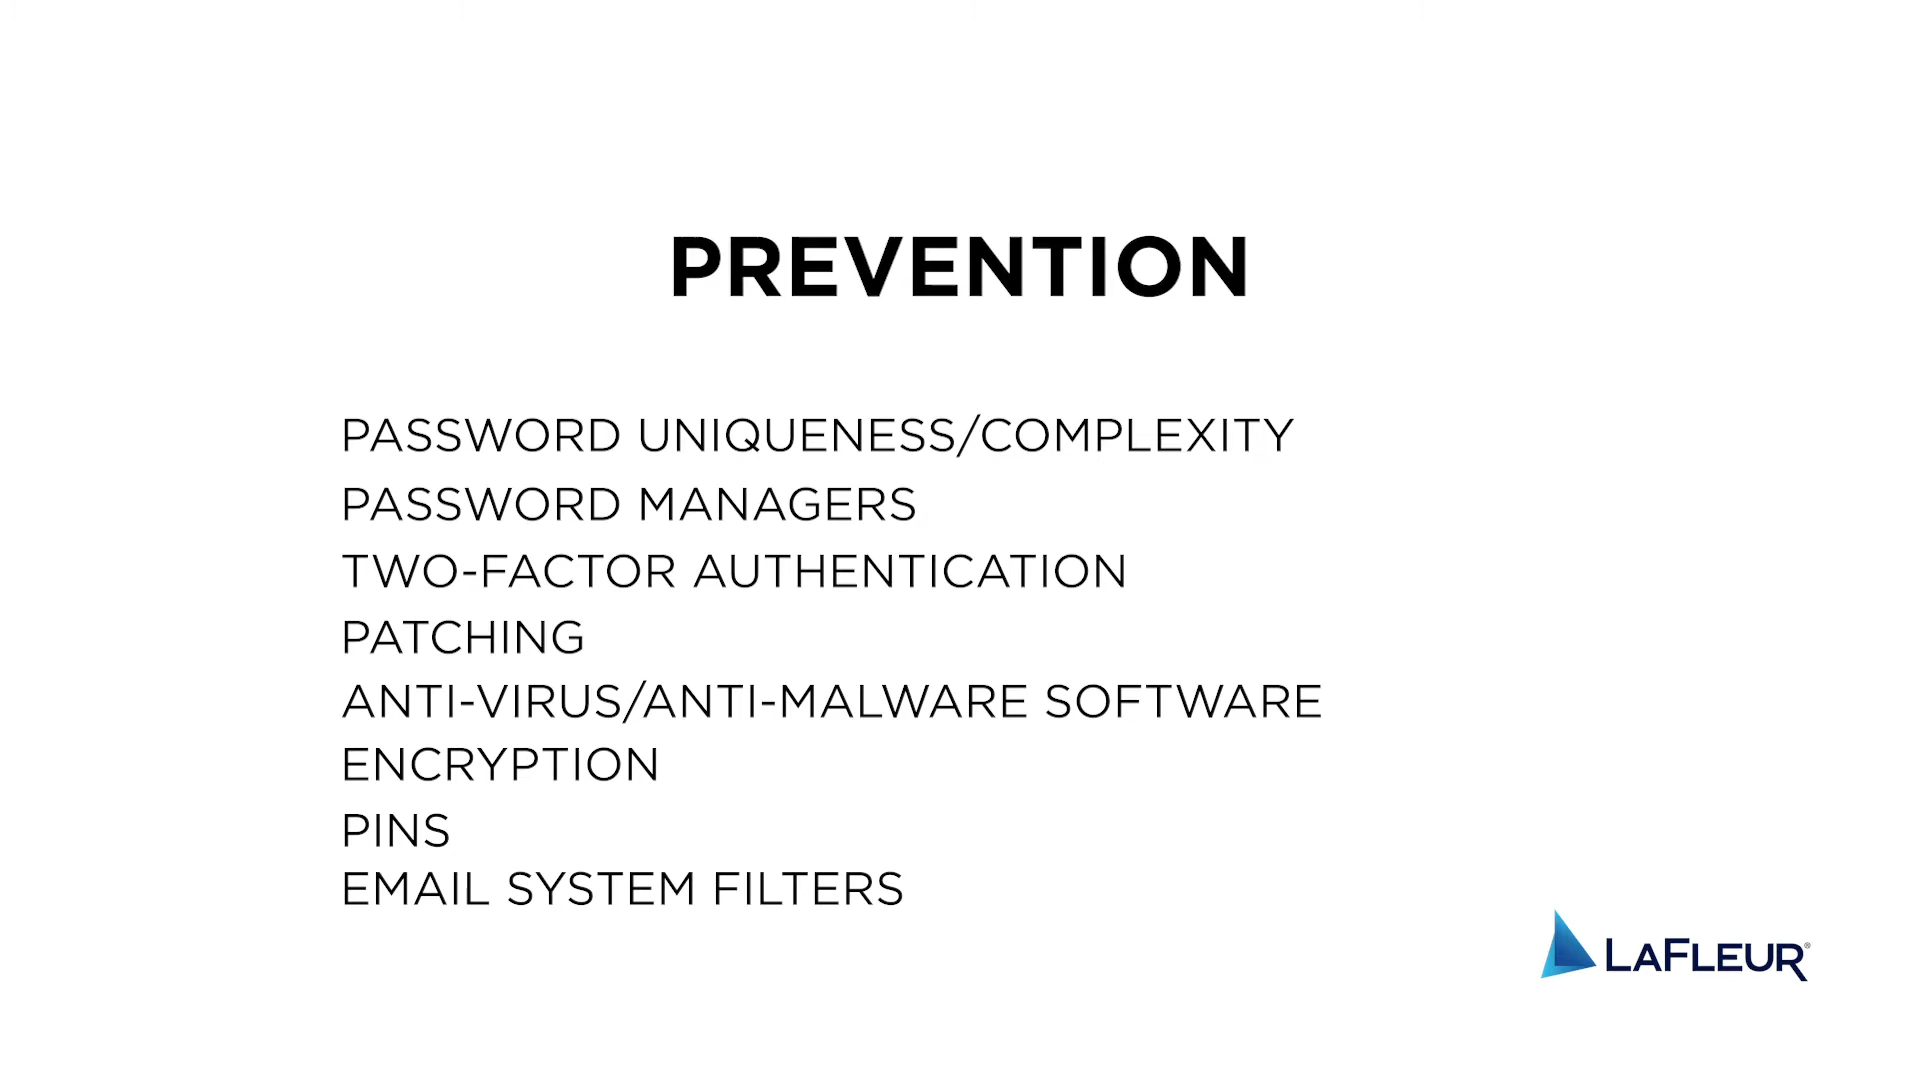 PREVENTION
PASSWORD UNIQUENESS/COMPLEXITY
PASSWORD MANAGERS
TWO-FACTOR AUTHENTICATION
PATCHING
ANTI-VIRUS/ANTI-MALWARE SOFTWARE
ENCRYPTION
PINS
EMAIL SYSTEM FILTERS
LAFLEUR®